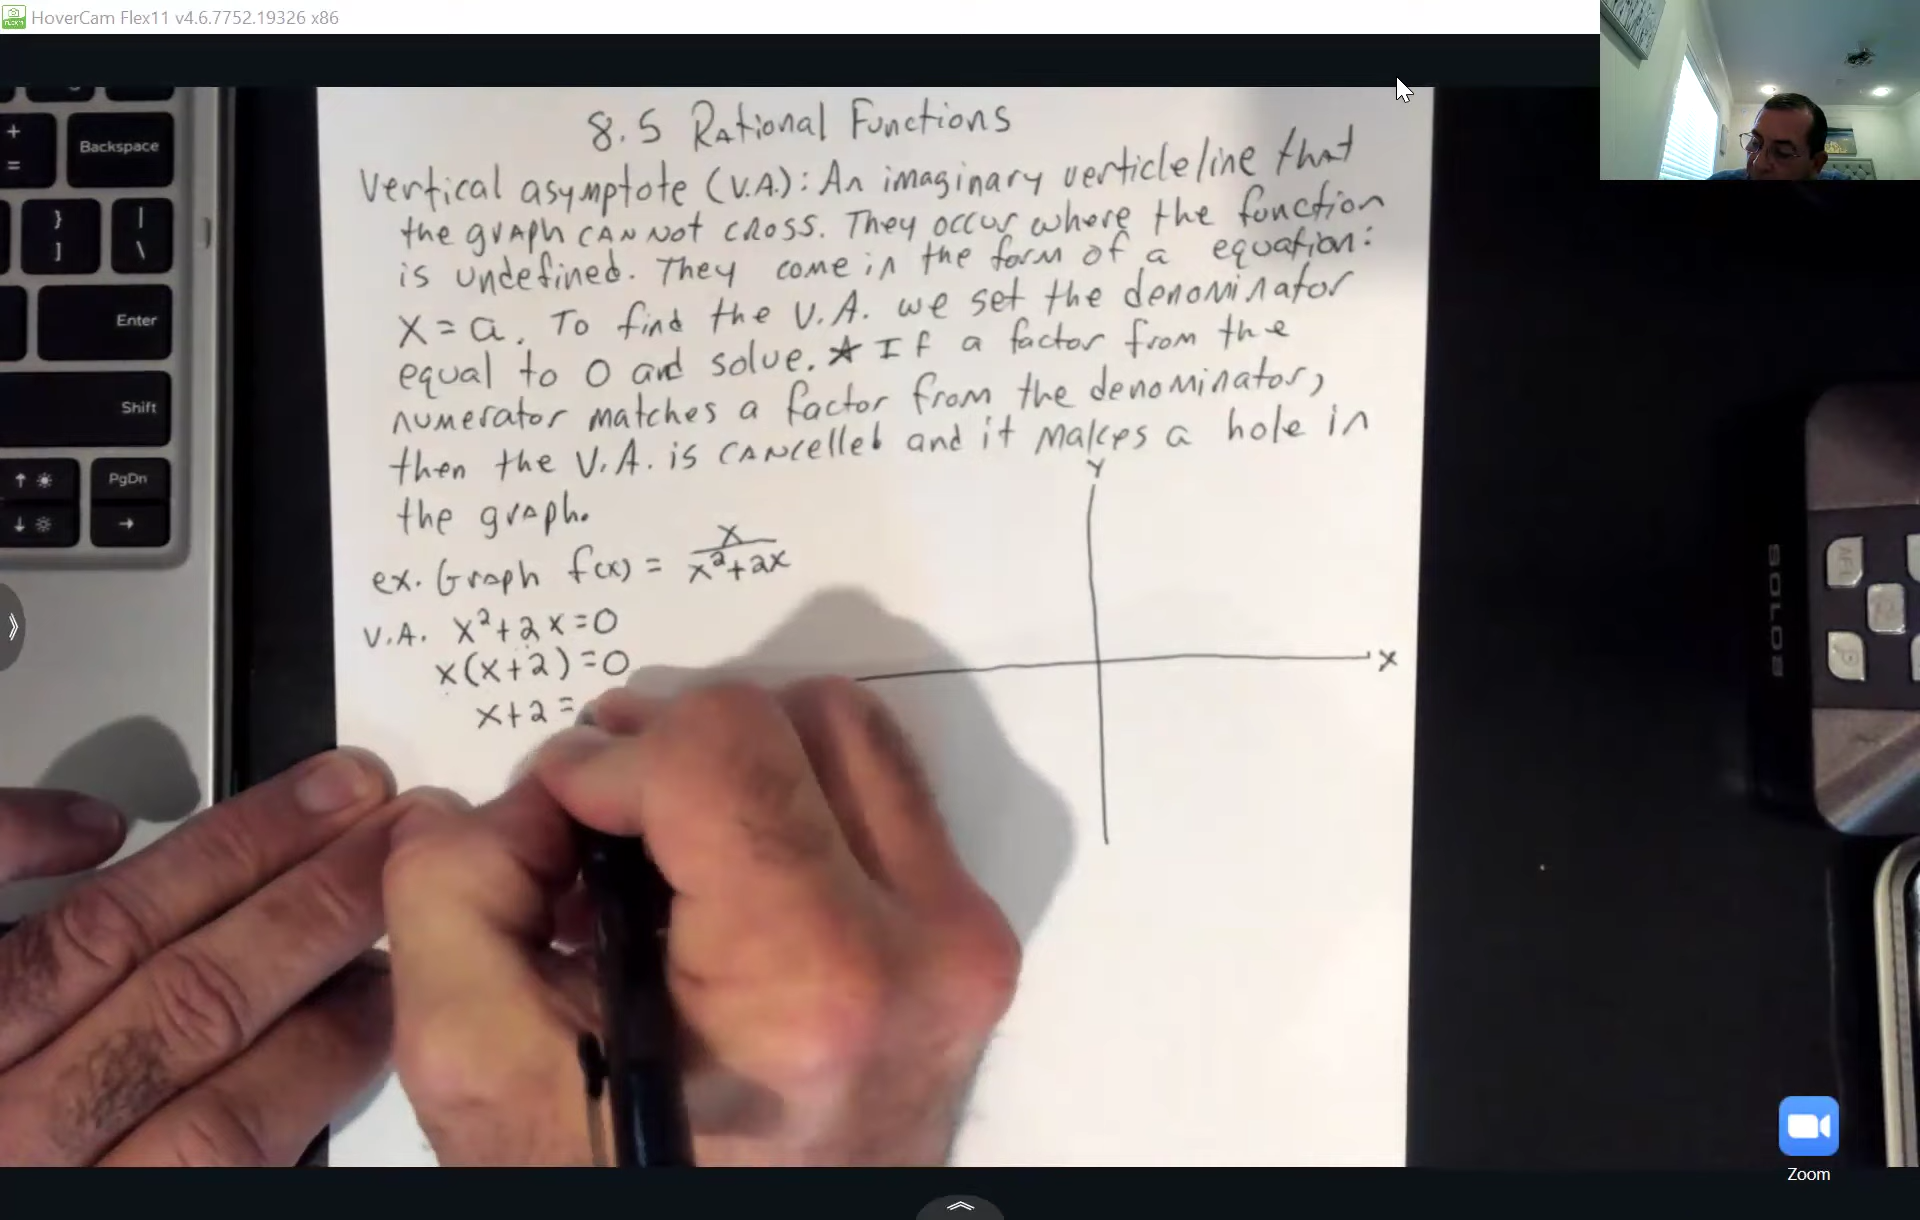 HoverCam Flex11 v4.6.7752.19326 x86
8.5 Rational Functions
Vertical asymptote (V.A.): An imaginary verticle line that
the graph cannot cross. They occur where the function
is undefined. They come in the form of a equation:
x = a. To find the V.A. we set the denominator
equal to 0 and solve. ★ If a factor from the
numerator matches a factor from the denominator,
then the V.A. is cancelled and it makes a hole in
the graph.
ex. Graph f(x) = x / x²+2x
V.A. x²+2x=0
x(x+2)=0
x+2=
Y
X
+
=
Backspace
}
]
|
\
Enter
Shift
PgDn
Zoom